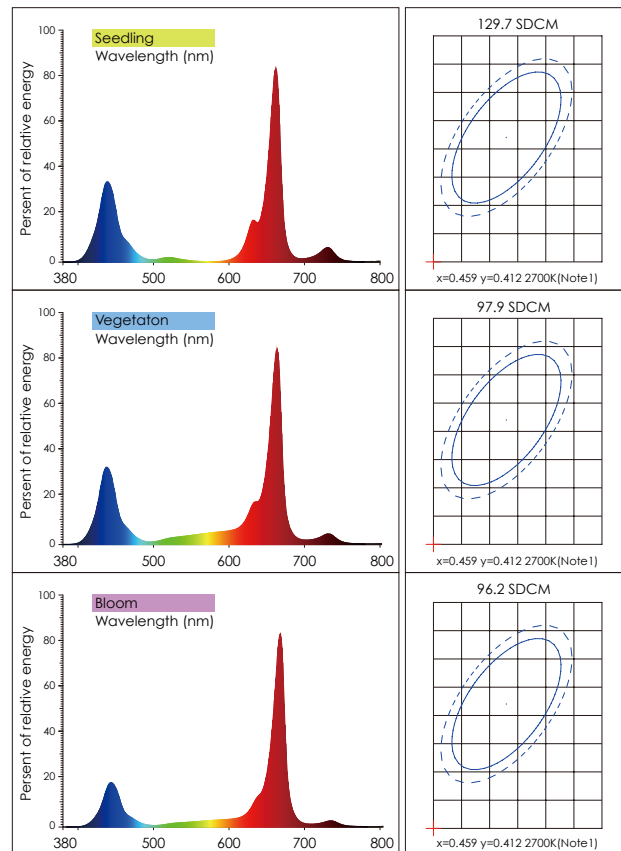 Seedling
Wavelength (nm)
Persent of relative energy
100
80
60
40
20
0
380
500
600
700
800
129.7 SDCM
x=0.459 y=0.412 2700K(Note1)
Vegetaton
Wavelength (nm)
Persent of relative energy
100
80
60
40
20
0
380
500
600
700
800
97.9 SDCM
x=0.459 y=0.412 2700K(Note1)
Bloom
Wavelength (nm)
Persent of relative energy
100
80
60
40
20
0
380
500
600
700
800
96.2 SDCM
x=0.459 y=0.412 2700K(Note1)